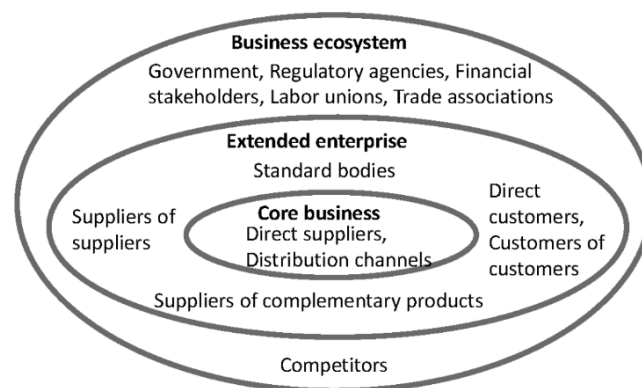 Business ecosystem
Government, Regulatory agencies, Financial
stakeholders, Labor unions, Trade associations
Extended enterprise
Standard bodies
Suppliers of
suppliers
Core business
Direct suppliers,
Distribution channels
Direct
customers,
Customers of
customers
Suppliers of complementary products
Competitors